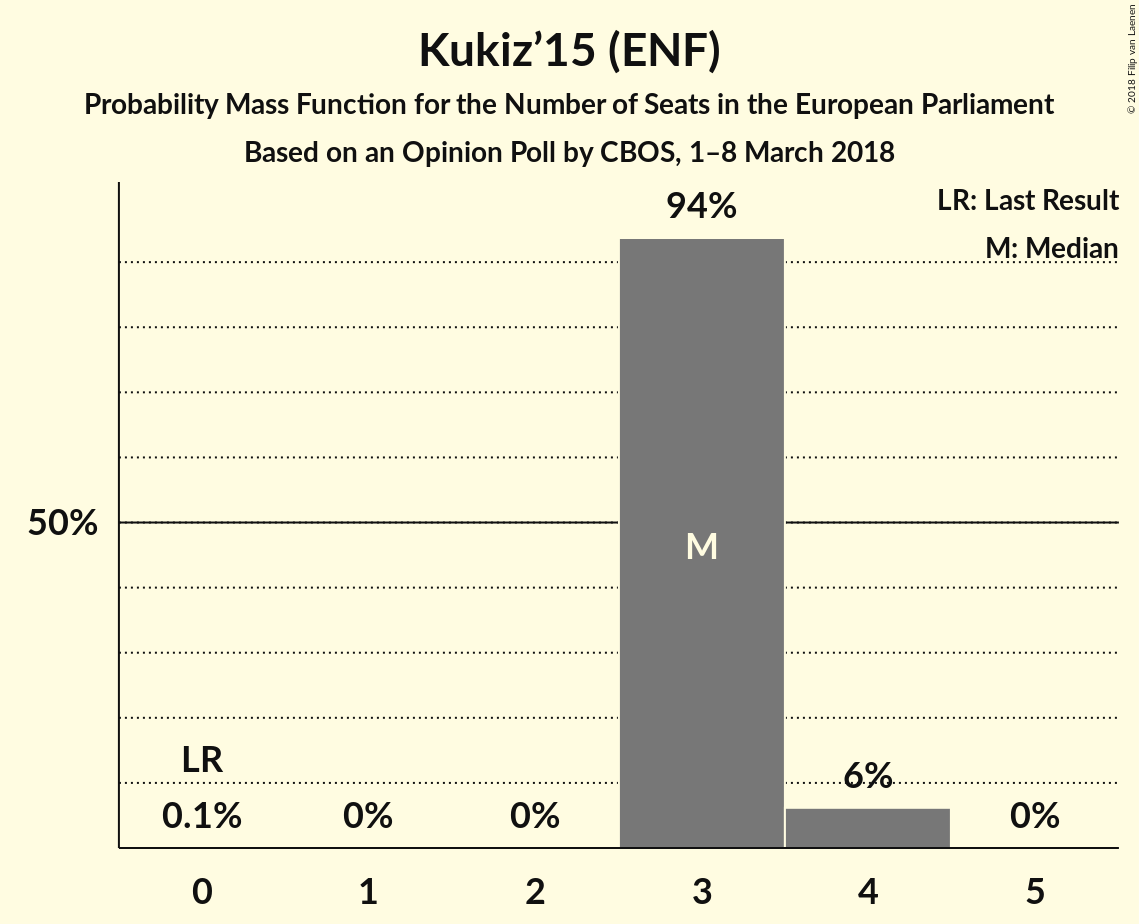 Kukiz’15 (ENF)
Probability Mass Function for the Number of Seats in the European Parliament
Based on an Opinion Poll by CBOS, 1–8 March 2018
© 2018 Filip van Laenen
LR: Last Result
M: Median
94%
50%
M
LR
6%
0.1%
0%
0%
0%
0
1
2
3
4
5